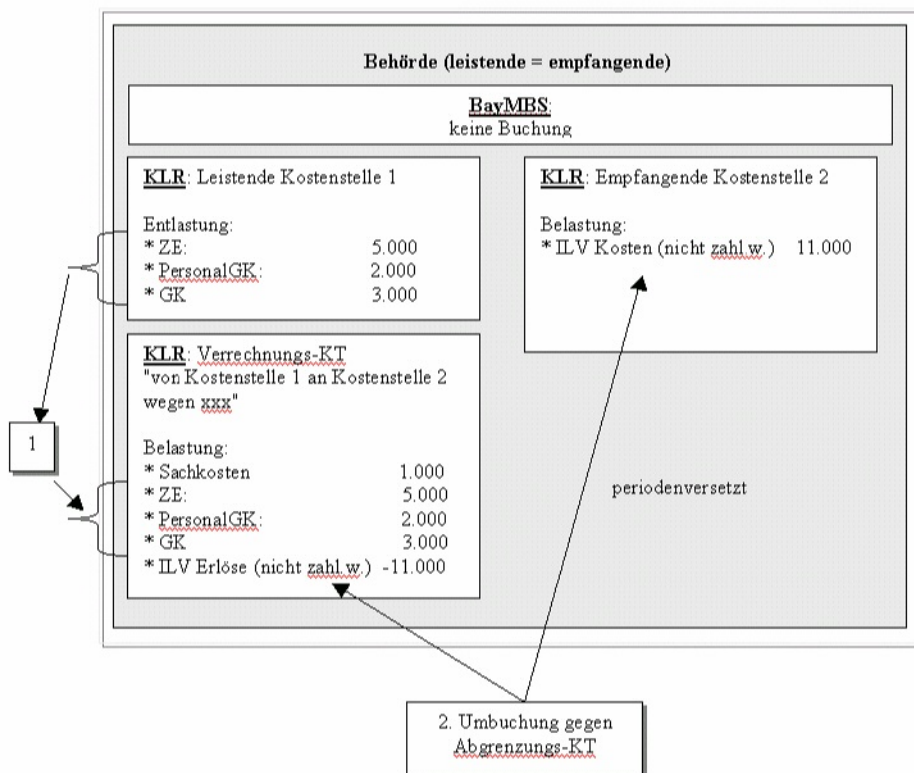 Behörde (leistende = empfangende)
BayMBS:
keine Buchung
KLR: Leistende Kostenstelle 1
Entlastung:
* ZE: 5.000
* PersonalGK: 2.000
* GK 3.000
KLR: Empfangende Kostenstelle 2
Belastung:
* ILV Kosten (nicht zahl.w.) 11.000
KLR: Verrechnungs-KT
"von Kostenstelle 1 an Kostenstelle 2
wegen xxx"
Belastung:
* Sachkosten 1.000
* ZE: 5.000
* PersonalGK: 2.000
* GK 3.000
* ILV Erlöse (nicht zahl.w.) -11.000
1
periodenversetzt
2. Umbuchung gegen
Abgrenzungs-KT